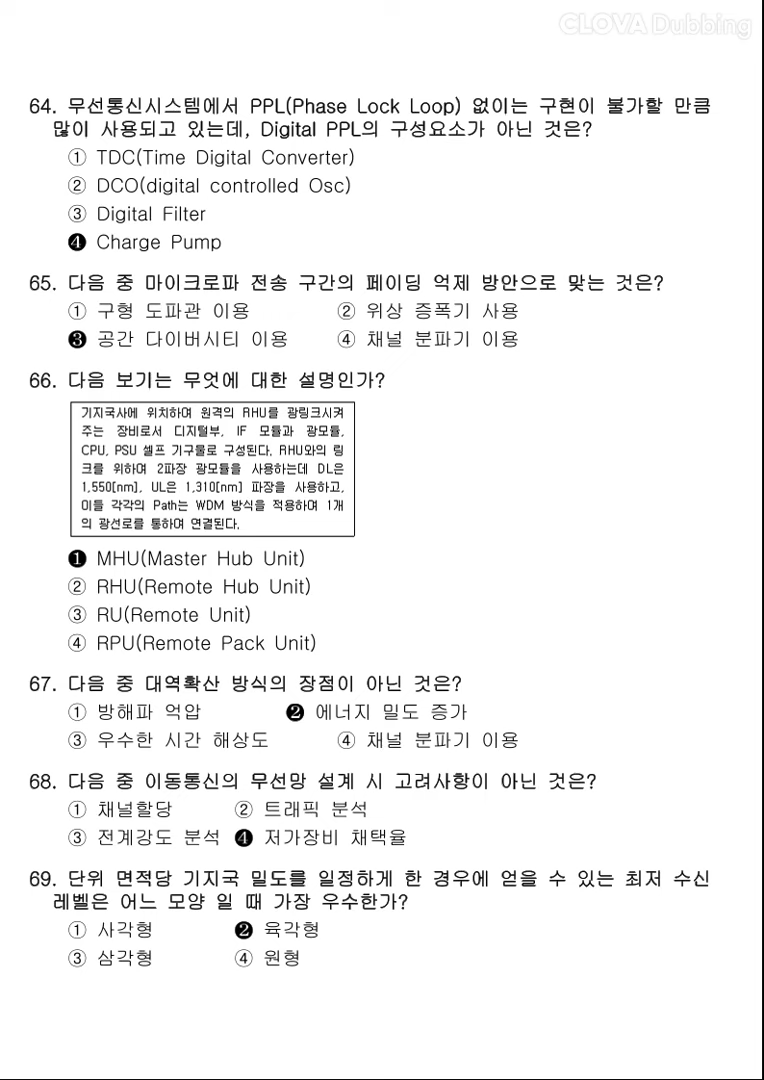 CLOVA Dubbing
64. 무선통신시스템에서 PPL(Phase Lock Loop) 없이는 구현이 불가할 만큼
많이 사용되고 있는데, Digital PPL의 구성요소가 아닌 것은?
① TDC(Time Digital Converter)
② DCO(digital controlled Osc)
③ Digital Filter
❹ Charge Pump
65. 다음 중 마이크로파 전송 구간의 페이딩 억제 방안으로 맞는 것은?
① 구형 도파관 이용 ② 위상 증폭기 사용
❸ 공간 다이버시티 이용 ④ 채널 분파기 이용
66. 다음 보기는 무엇에 대한 설명인가?
기지국사에 위치하여 원격의 RHU를 광링크시켜
주는 장비로서 디지털부, IF 모듈과 광모듈,
CPU, PSU 셀프 기구물로 구성된다. RHU와의 링
크를 위하여 2파장 광모듈을 사용하는데 DL은
1,550[nm], UL은 1,310[nm] 파장을 사용하고,
이들 각각의 Path는 WDM 방식을 적용하여 1개
의 광선로를 통하여 연결된다.
❶ MHU(Master Hub Unit)
② RHU(Remote Hub Unit)
③ RU(Remote Unit)
④ RPU(Remote Pack Unit)
67. 다음 중 대역확산 방식의 장점이 아닌 것은?
① 방해파 억압 ❷ 에너지 밀도 증가
③ 우수한 시간 해상도 ④ 채널 분파기 이용
68. 다음 중 이동통신의 무선망 설계 시 고려사항이 아닌 것은?
① 채널할당 ② 트래픽 분석
③ 전계강도 분석 ❹ 저가장비 채택율
69. 단위 면적당 기지국 밀도를 일정하게 한 경우에 얻을 수 있는 최저 수신
레벨은 어느 모양 일 때 가장 우수한가?
① 사각형 ❷ 육각형
③ 삼각형 ④ 원형